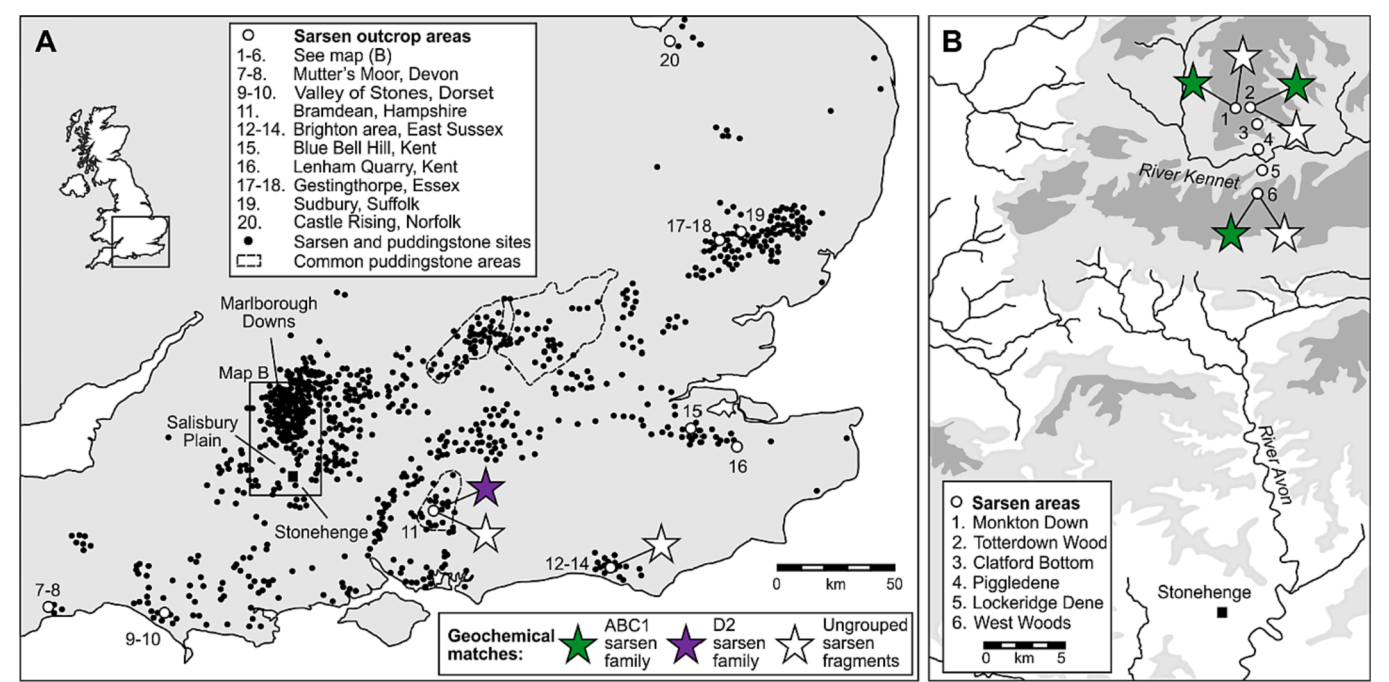 A
Sarsen outcrop areas
1-6. See map (B)
7-8. Mutter's Moor, Devon
9-10. Valley of Stones, Dorset
11. Bramdean, Hampshire
12-14. Brighton area, East Sussex
15. Blue Bell Hill, Kent
16. Lenham Quarry, Kent
17-18. Gestingthorpe, Essex
19. Sudbury, Suffolk
20. Castle Rising, Norfolk
Sarsen and puddingstone sites
Common puddingstone areas
20
17-18
19
Marlborough
Downs
Map B
Salisbury
Plain
Stonehenge
15
16
11
12-14
7-8
9-10
0 km 50
Geochemical
matches:
ABC1
sarsen
family
D2
sarsen
family
Ungrouped
sarsen
fragments
B
1
2
3
4
5
6
River Kennet
River Avon
Stonehenge
Sarsen areas
1. Monkton Down
2. Totterdown Wood
3. Clatford Bottom
4. Piggledene
5. Lockeridge Dene
6. West Woods
0 km 5